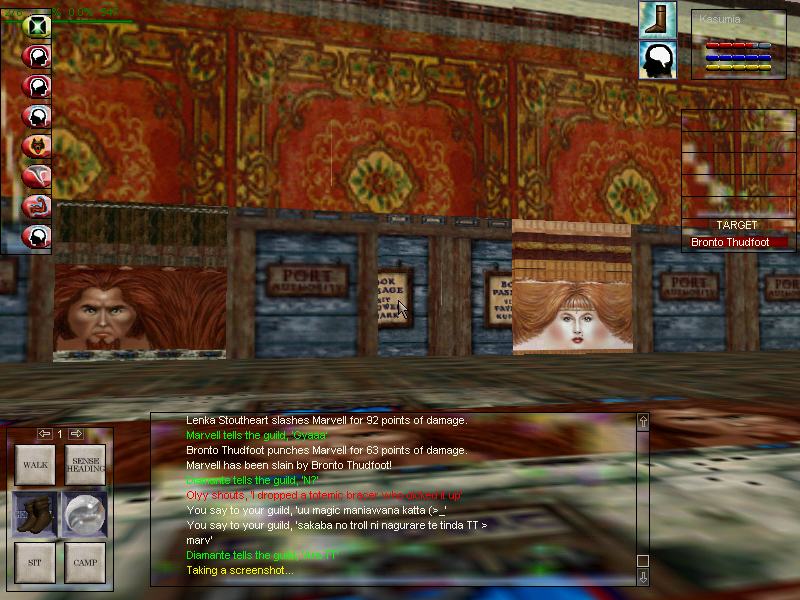 Kasumia
TARGET
Bronto Thudfoot
PORT
AUTHORITY
PORT
AUTHORITY
PORT
1
WALK
SENSE
HEADING
SIT
CAMP
Lenka Stoutheart slashes Marvell for 92 points of damage.
Marvell tells the guild, 'Gyaaa'
Bronto Thudfoot punches Marvell for 63 points of damage.
Marvell has been slain by Bronto Thudfoot!
Diamante tells the guild, 'N?'
Olyy shouts, 'I dropped a totemic bracer who picked it up'
You say to your guild, 'uu magic maniawana katta (>_'
You say to your guild, 'sakaba no troll ni nagurare te tinda TT >
marv'
Diamante tells the guild,
Taking a screenshot...